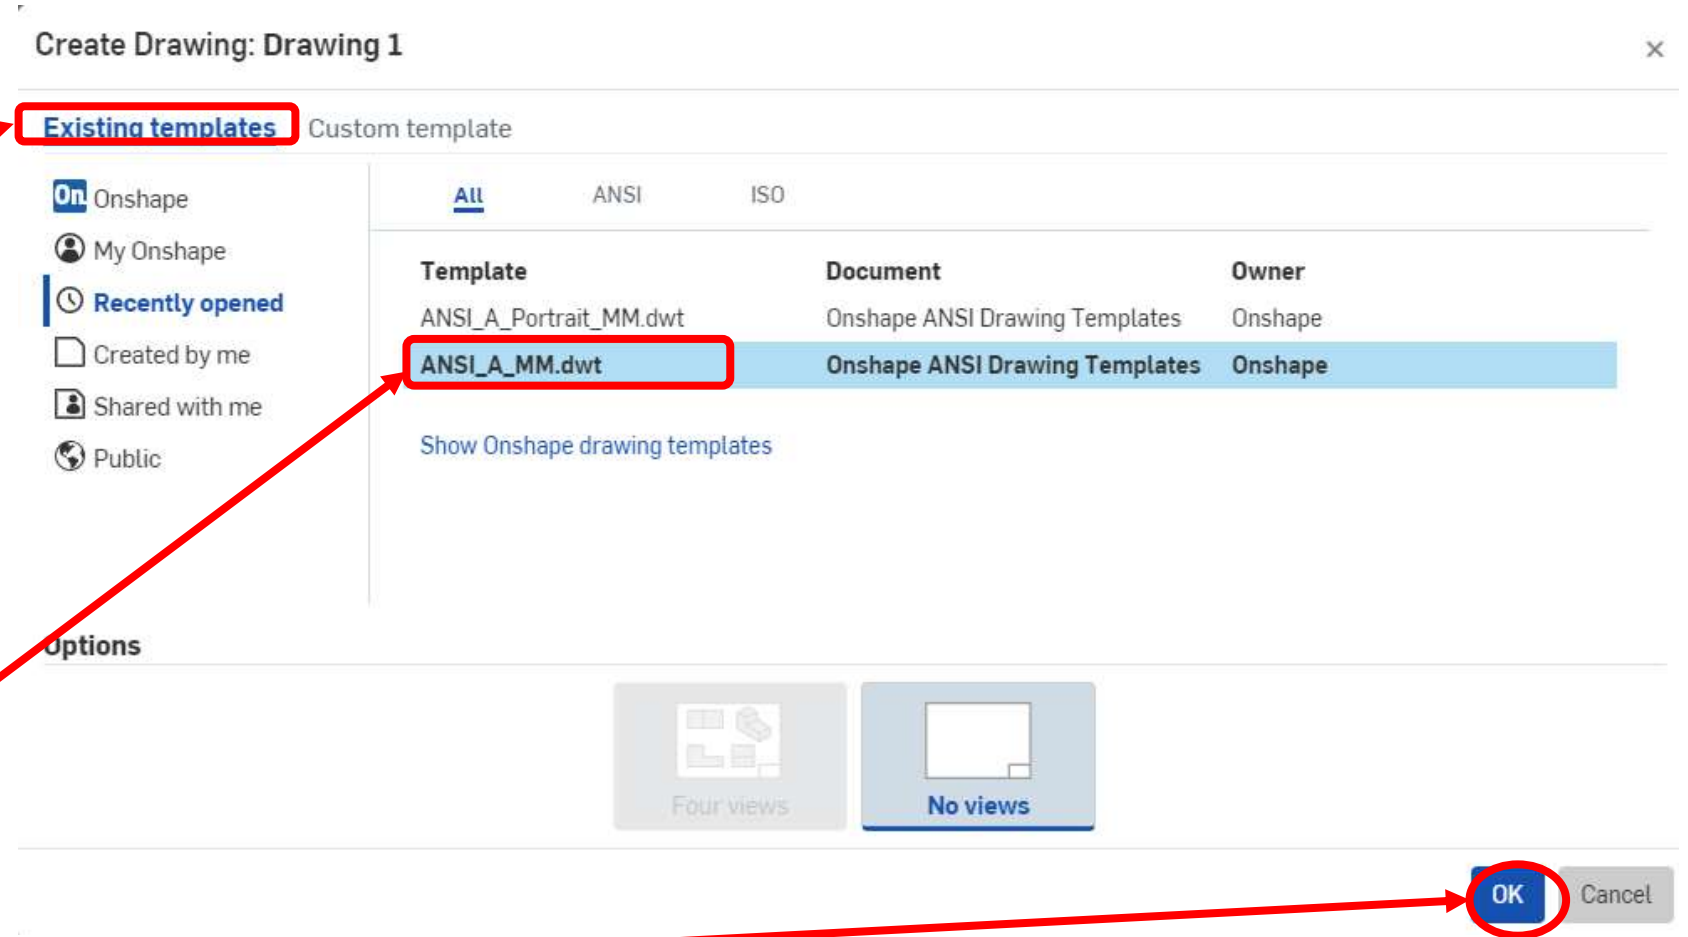 Create Drawing: Drawing 1
Existing templates Custom template
On Onshape
My Onshape
Recently opened
Created by me
Shared with me
Public
All ANSI ISO
Template Document Owner
ANSI_A_Portrait_MM.dwt Onshape ANSI Drawing Templates Onshape
ANSI_A_MM.dwt Onshape ANSI Drawing Templates Onshape
Show Onshape drawing templates
Options
Four views No views
OK Cancel